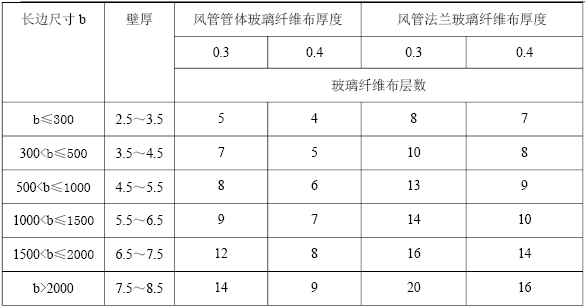 长边尺寸 b 壁厚 风管管体玻璃纤维布厚度 风管法兰玻璃纤维布厚度
0.3 0.4 0.3 0.4
玻璃纤维布层数
b≤300 2.5～3.5 5 4 8 7
300<b≤500 3.5～4.5 7 5 10 8
500<b≤1000 4.5～5.5 8 6 13 9
1000<b≤1500 5.5～6.5 9 7 14 10
1500<b≤2000 6.5～7.5 12 8 16 14
b>2000 7.5～8.5 14 9 20 16